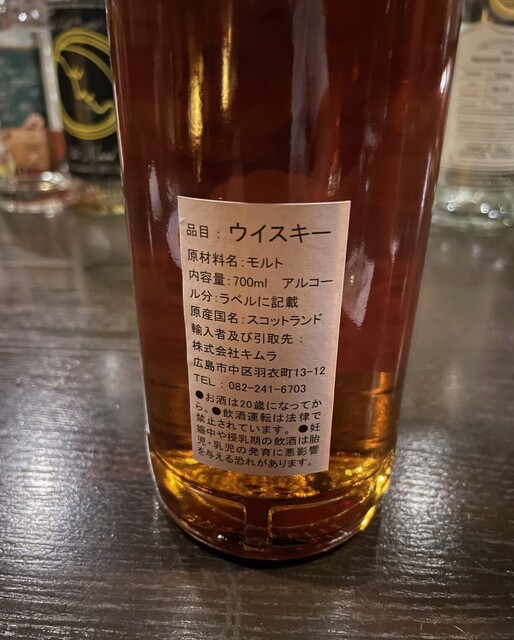 品目： ウイスキー
原材料名：モルト
内容量：700ml　アルコー
ル分：ラベルに記載
原産国名：スコットランド
輸入者及び引取先：
株式会社キムラ
広島市中区羽衣町13-12
TEL：082-241-6703
●お酒は20歳になってか
ら。●飲酒運転は法律で
禁止されています。●妊
娠中や授乳期の飲酒は胎
児・乳児の発育に悪影響
を与える恐れがあります。